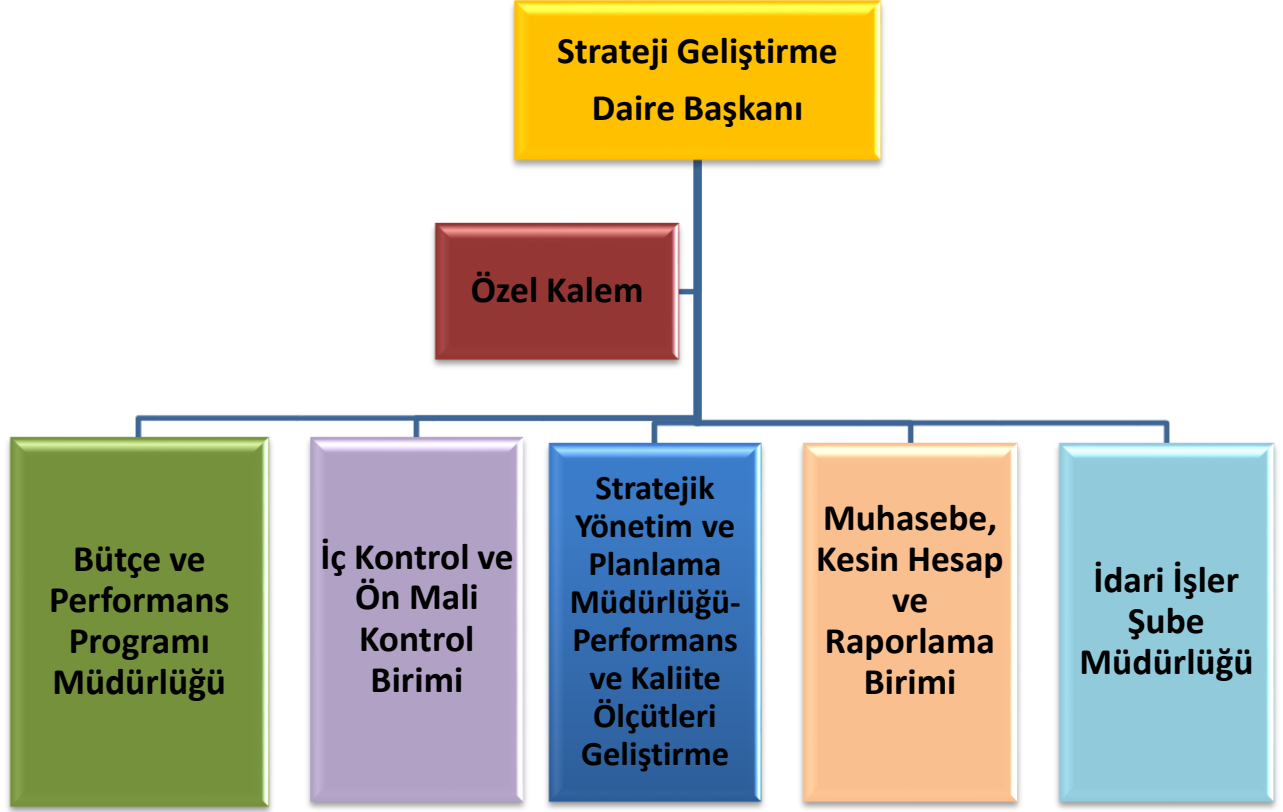 Strateji Geliştirme
Daire Başkanı
Özel Kalem
Bütçe ve
Performans
Programı
Müdürlüğü
İç Kontrol ve
Ön Mali
Kontrol
Birimi
Stratejik
Yönetim ve
Planlama
Müdürlüğü-
Performans
ve Kaliite
Ölçütleri
Geliştirme
Muhasebe,
Kesin Hesap
ve
Raporlama
Birimi
İdari İşler
Şube
Müdürlüğü